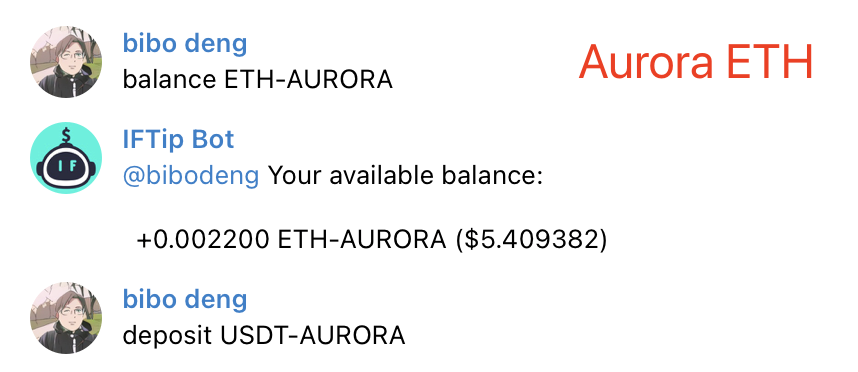 bibo deng
balance ETH-AURORA
Aurora ETH
$
IF
IFTip Bot
@bibodeng Your available balance:
+0.002200 ETH-AURORA ($5.409382)
bibo deng
deposit USDT-AURORA